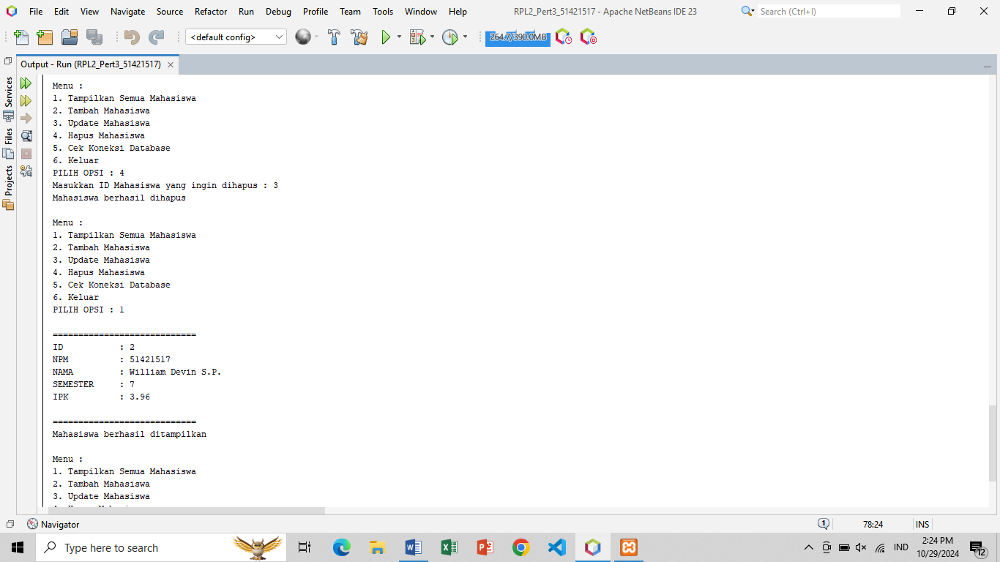 File Edit View Navigate Source Refactor Run Debug Profile Team Tools Window Help RPL2_Pert3_51421517 - Apache NetBeans IDE 23 Search (Ctrl+I)
<default config> 264.7/390.0MB
Output - Run (RPL2_Pert3_51421517)
Services
Files
Projects
Menu :
1. Tampilkan Semua Mahasiswa
2. Tambah Mahasiswa
3. Update Mahasiswa
4. Hapus Mahasiswa
5. Cek Koneksi Database
6. Keluar
PILIH OPSI : 4
Masukkan ID Mahasiswa yang ingin dihapus : 3
Mahasiswa berhasil dihapus
Menu :
1. Tampilkan Semua Mahasiswa
2. Tambah Mahasiswa
3. Update Mahasiswa
4. Hapus Mahasiswa
5. Cek Koneksi Database
6. Keluar
PILIH OPSI : 1
============================
ID : 2
NPM : 51421517
NAMA : William Devin S.P.
SEMESTER : 7
IPK : 3.96
============================
Mahasiswa berhasil ditampilkan
Menu :
1. Tampilkan Semua Mahasiswa
2. Tambah Mahasiswa
3. Update Mahasiswa
Navigator 1 78:24 INS
Type here to search IND 2:24 PM
10/29/2024 12